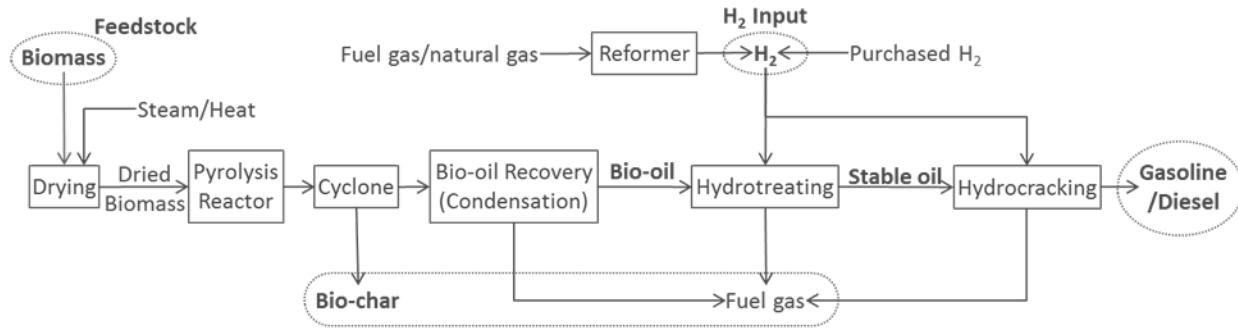 Feedstock
H₂ Input
Biomass
Fuel gas/natural gas
Reformer
H₂
Purchased H₂
Steam/Heat
Drying
Dried
Biomass
Pyrolysis
Reactor
Cyclone
Bio-oil Recovery
(Condensation)
Bio-oil
Hydrotreating
Stable oil
Hydrocracking
Gasoline
/Diesel
Bio-char
Fuel gas